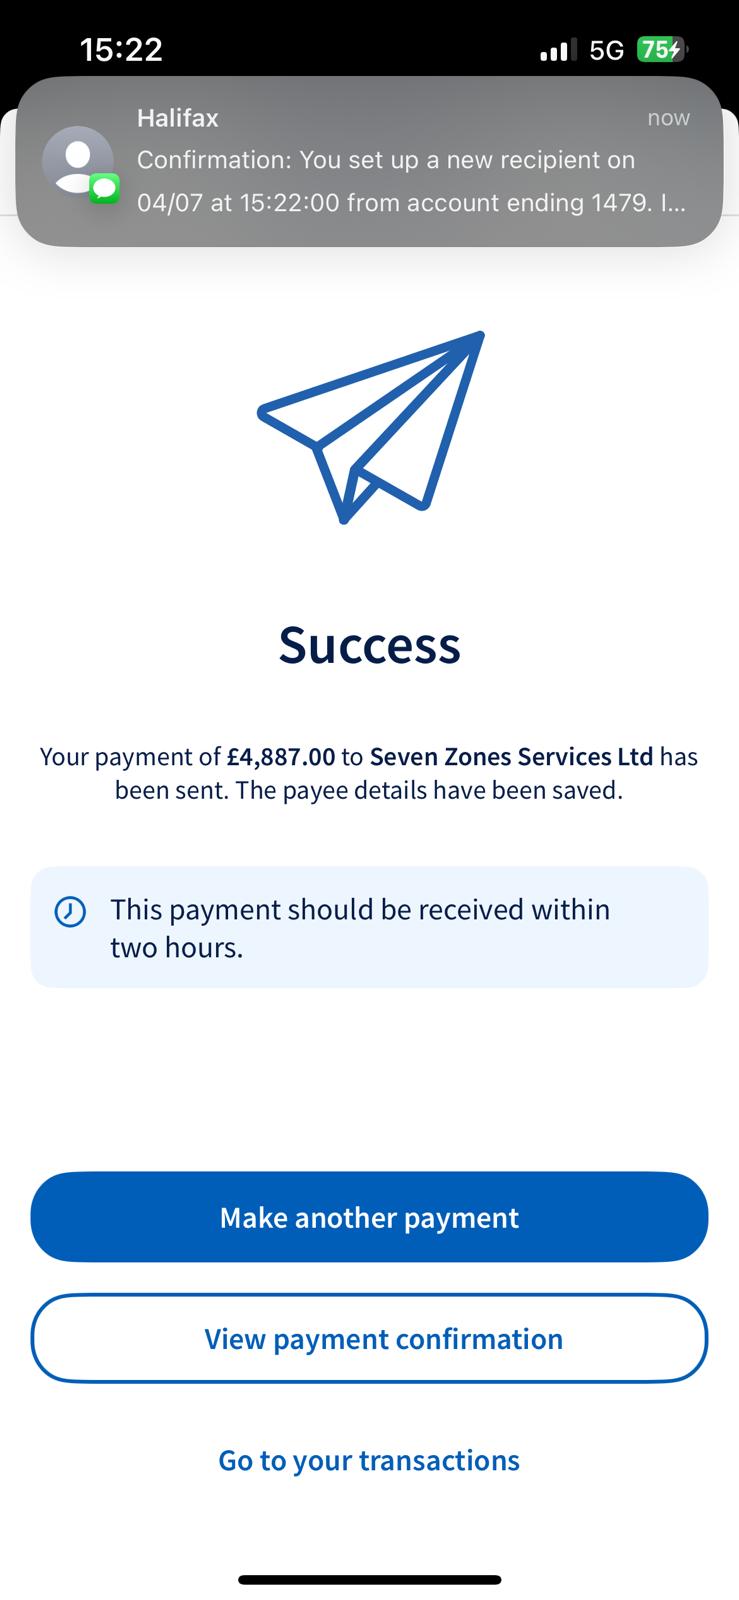 15:22
5G 75
Halifax now
Confirmation: You set up a new recipient on
04/07 at 15:22:00 from account ending 1479. I...
Success
Your payment of £4,887.00 to Seven Zones Services Ltd has
been sent. The payee details have been saved.
This payment should be received within
two hours.
Make another payment
View payment confirmation
Go to your transactions